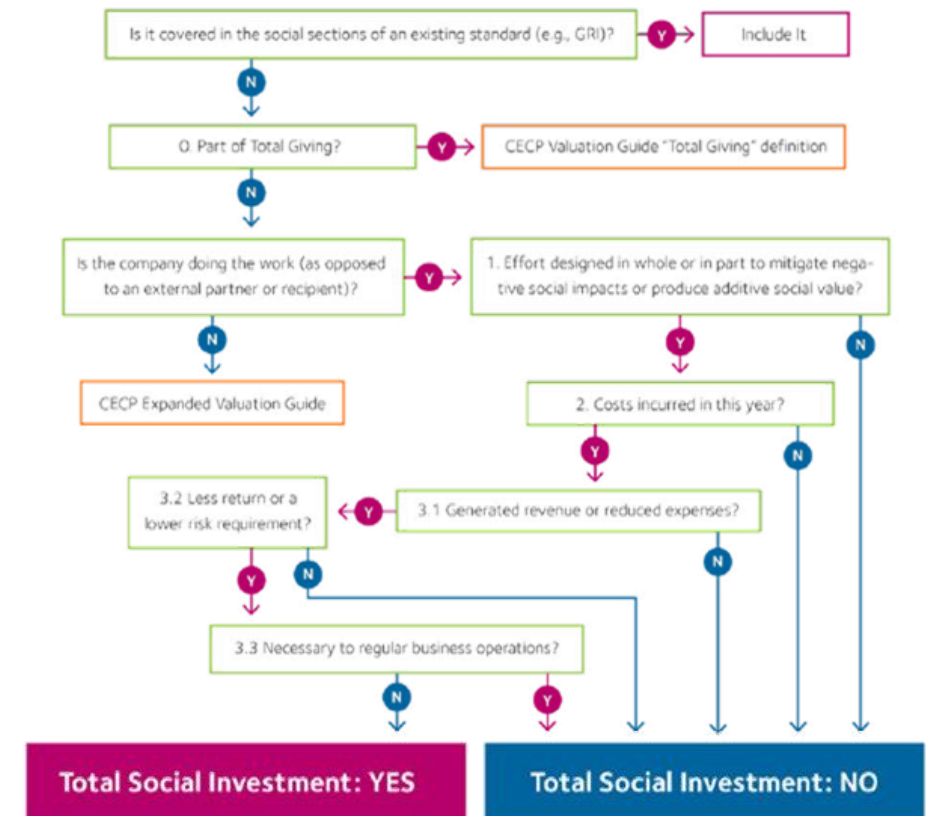 Is it covered in the social sections of an existing standard (e.g., GRI)?
Y
Include It
N
0. Part of Total Giving?
Y
CECP Valuation Guide "Total Giving" definition
N
Is the company doing the work (as opposed
to an external partner or recipient)?
Y
1. Effort designed in whole or in part to mitigate nega-
tive social impacts or produce additive social value?
N
Y
N
CECP Expanded Valuation Guide
2. Costs incurred in this year?
Y
N
3.2 Less return or a
lower risk requirement?
Y
3.1 Generated revenue or reduced expenses?
Y
N
N
3.3 Necessary to regular business operations?
N
Y
Total Social Investment: YES
Total Social Investment: NO